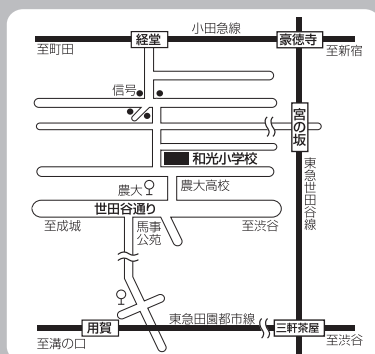 小田急線
経堂
豪徳寺
至町田
至新宿
信号
宮の坂
和光小学校
東急世田谷線
農大
農大高校
世田谷通り
至成城
馬事
公苑
至渋谷
東急田園都市線
用賀
三軒茶屋
至溝の口
至渋谷